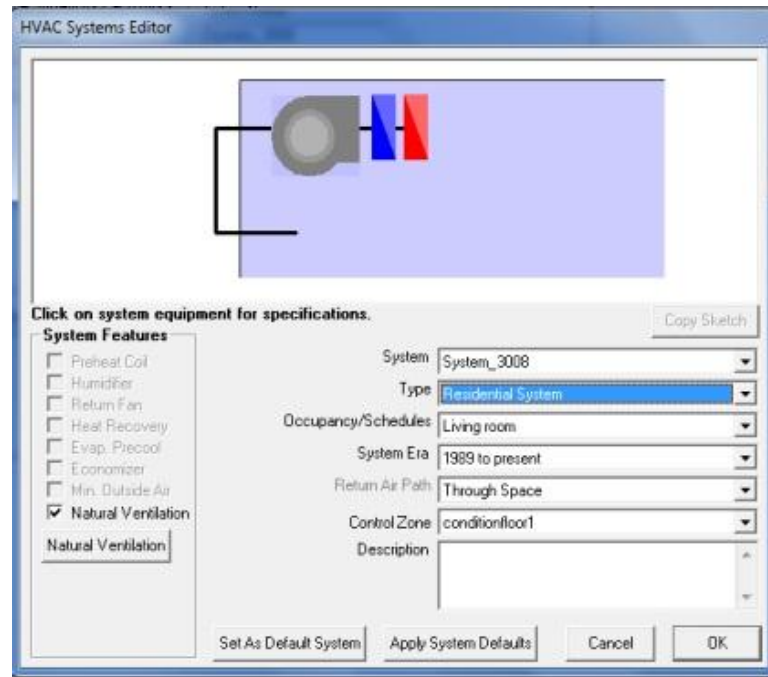 HVAC Systems Editor
Click on system equipment for specifications.
Copy Sketch
System Features
Preheat Coil
Humidifier
Return Fan
Heat Recovery
Evap. Precool
Economizer
Min. Outside Air
Natural Ventilation
Natural Ventilation
System System_3008
Type Residential System
Occupancy/Schedules Living room
System Era 1989 to present
Return Air Path Through Space
Control Zone conditionfloor1
Description
Set As Default System Apply System Defaults Cancel OK